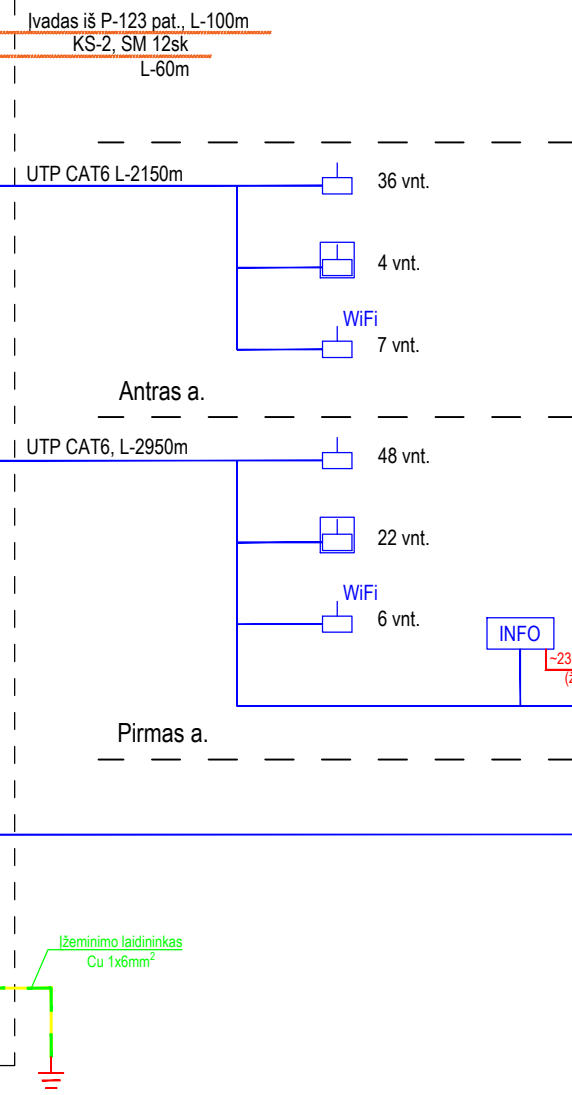 Įvadas iš P-123 pat., L-100m
KS-2, SM 12sk
L-60m
UTP CAT6 L-2150m
36 vnt.
4 vnt.
WiFi
7 vnt.
Antras a.
UTP CAT6, L-2950m
48 vnt.
22 vnt.
WiFi
6 vnt.
INFO
~23
Pirmas a.
Įžeminimo laidininkas
Cu 1x6mm²